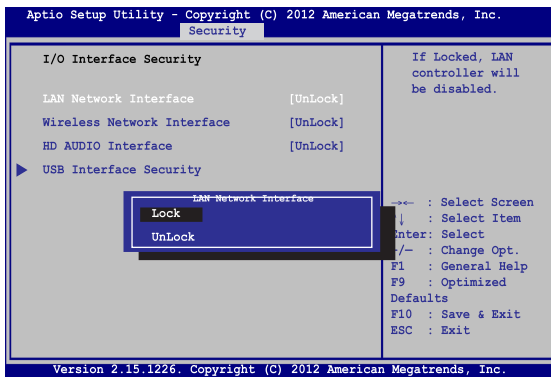 Aptio Setup Utility - Copyright (C) 2012 American Megatrends, Inc.
Security
I/O Interface Security
LAN Network Interface [UnLock]
Wireless Network Interface [UnLock]
HD AUDIO Interface [UnLock]
USB Interface Security
If Locked, LAN
controller will
be disabled.
LAN Network Interface
Lock
UnLock
→← : Select Screen
↓ : Select Item
Enter: Select
/— : Change Opt.
F1 : General Help
F9 : Optimized
Defaults
F10 : Save & Exit
ESC : Exit
Version 2.15.1226. Copyright (C) 2012 American Megatrends, Inc.